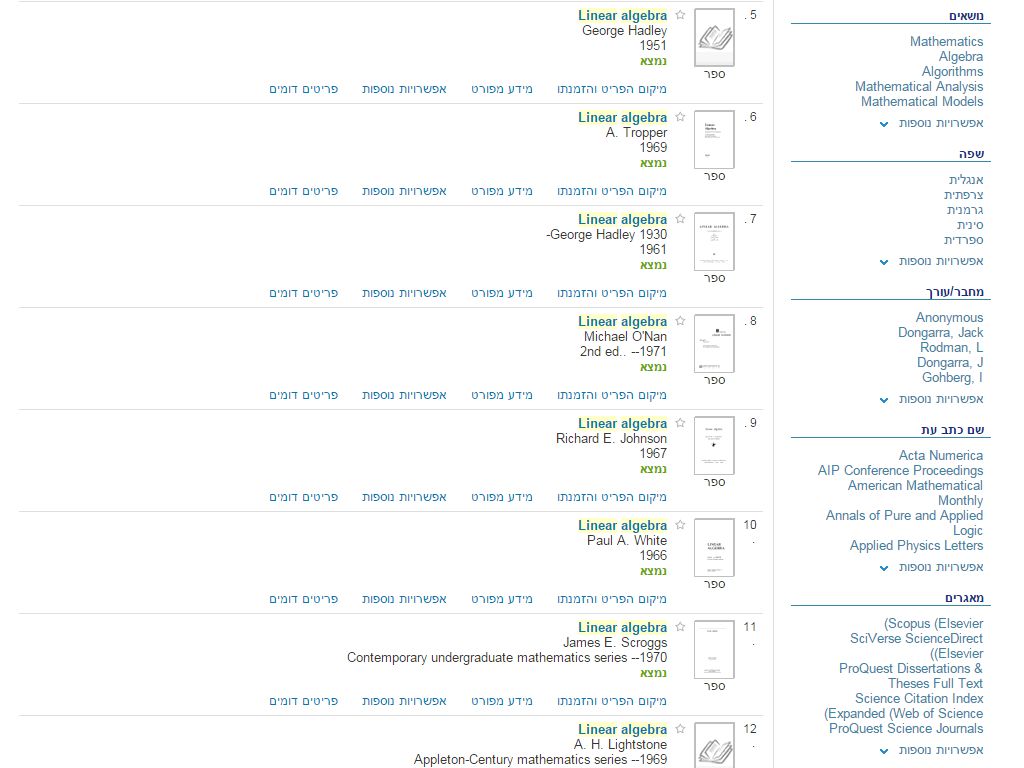 5 .
Linear algebra
George Hadley
1951
נמצא
ספר
מיקום הפריט והזמנתו מידע מפורט אפשרויות נוספות פריטים דומים
6 .
Linear algebra
A. Tropper
1969
נמצא
ספר
מיקום הפריט והזמנתו מידע מפורט אפשרויות נוספות פריטים דומים
7 .
Linear algebra
-George Hadley 1930
1961
נמצא
ספר
מיקום הפריט והזמנתו מידע מפורט אפשרויות נוספות פריטים דומים
8 .
Linear algebra
Michael O'Nan
2nd ed.. --1971
נמצא
ספר
מיקום הפריט והזמנתו מידע מפורט אפשרויות נוספות פריטים דומים
9 .
Linear algebra
Richard E. Johnson
1967
נמצא
ספר
מיקום הפריט והזמנתו מידע מפורט אפשרויות נוספות פריטים דומים
10
.
Linear algebra
Paul A. White
1966
נמצא
ספר
מיקום הפריט והזמנתו מידע מפורט אפשרויות נוספות פריטים דומים
11
.
Linear algebra
James E. Scroggs
Contemporary undergraduate mathematics series --1970
נמצא
ספר
מיקום הפריט והזמנתו מידע מפורט אפשרויות נוספות פריטים דומים
12
.
Linear algebra
A. H. Lightstone
Appleton-Century mathematics series --1969
נושאים
Mathematics
Algebra
Algorithms
Mathematical Analysis
Mathematical Models
אפשרויות נוספות
שפה
אנגלית
צרפתית
גרמנית
סינית
ספרדית
אפשרויות נוספות
מחבר/עורך
Anonymous
Dongarra, Jack
Rodman, L
Dongarra, J
Gohberg, I
אפשרויות נוספות
שם כתב עת
Acta Numerica
AIP Conference Proceedings
American Mathematical
Monthly
Annals of Pure and Applied
Logic
Applied Physics Letters
אפשרויות נוספות
מאגרים
(Scopus (Elsevier
SciVerse ScienceDirect
((Elsevier
ProQuest Dissertations &
Theses Full Text
Science Citation Index
(Expanded (Web of Science
ProQuest Science Journals
אפשרויות נוספות